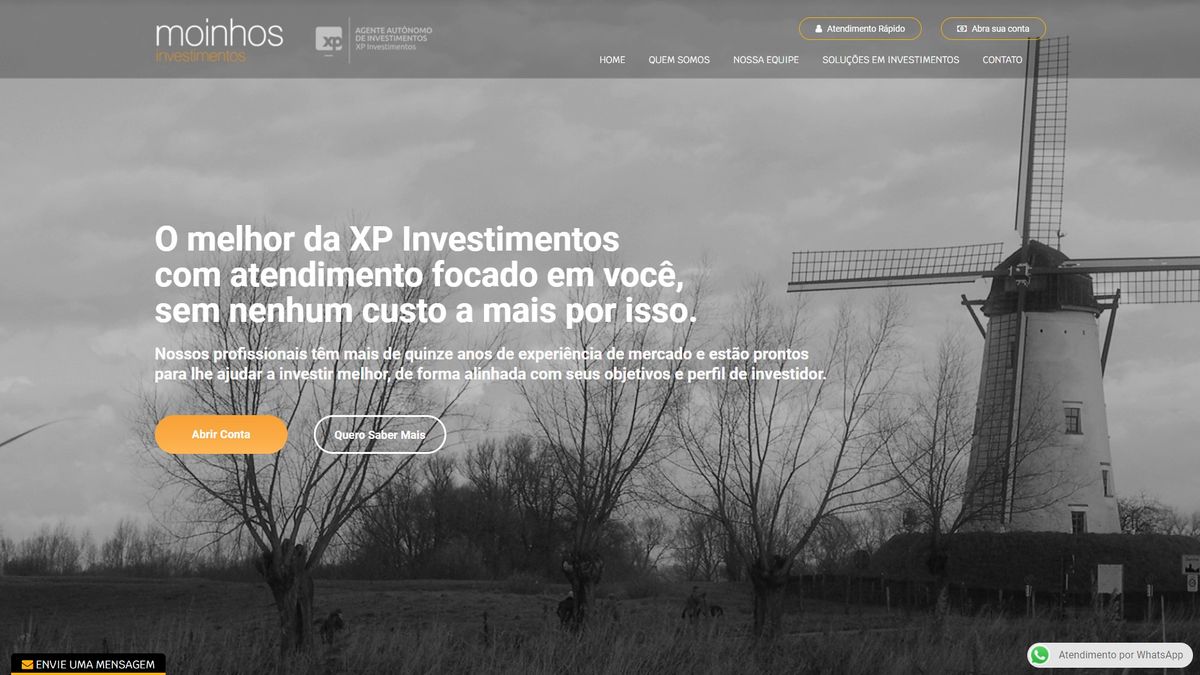 moinhos
investimentos
xp
AGENTE AUTÔNOMO
DE INVESTIMENTOS
XP Investimentos
Atendimento Rápido
Abra sua conta
HOME
QUEM SOMOS
NOSSA EQUIPE
SOLUÇÕES EM INVESTIMENTOS
CONTATO
O melhor da XP Investimentos
com atendimento focado em você,
sem nenhum custo a mais por isso.
Nossos profissionais têm mais de quinze anos de experiência de mercado e estão prontos
para lhe ajudar a investir melhor, de forma alinhada com seus objetivos e perfil de investidor.
Abrir Conta
Quero Saber Mais
ENVIE UMA MENSAGEM
Atendimento por WhatsApp